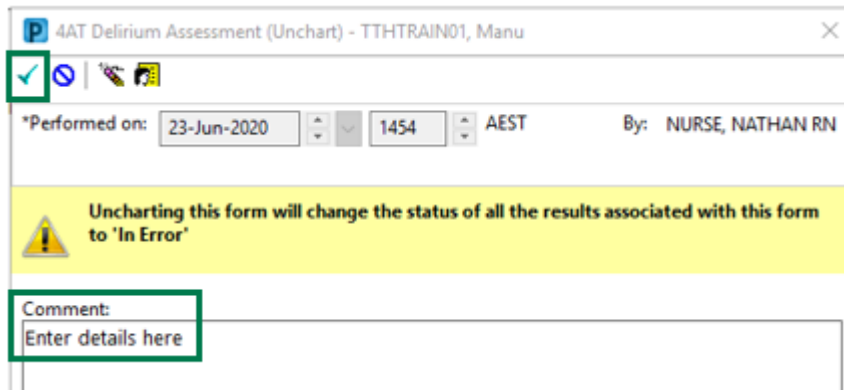 P 4AT Delirium Assessment (Unchart) - TTHTRAIN01, Manu
*Performed on: 23-Jun-2020 1454 AEST By: NURSE, NATHAN RN
Uncharting this form will change the status of all the results associated with this form
to 'In Error'
Comment:
Enter details here